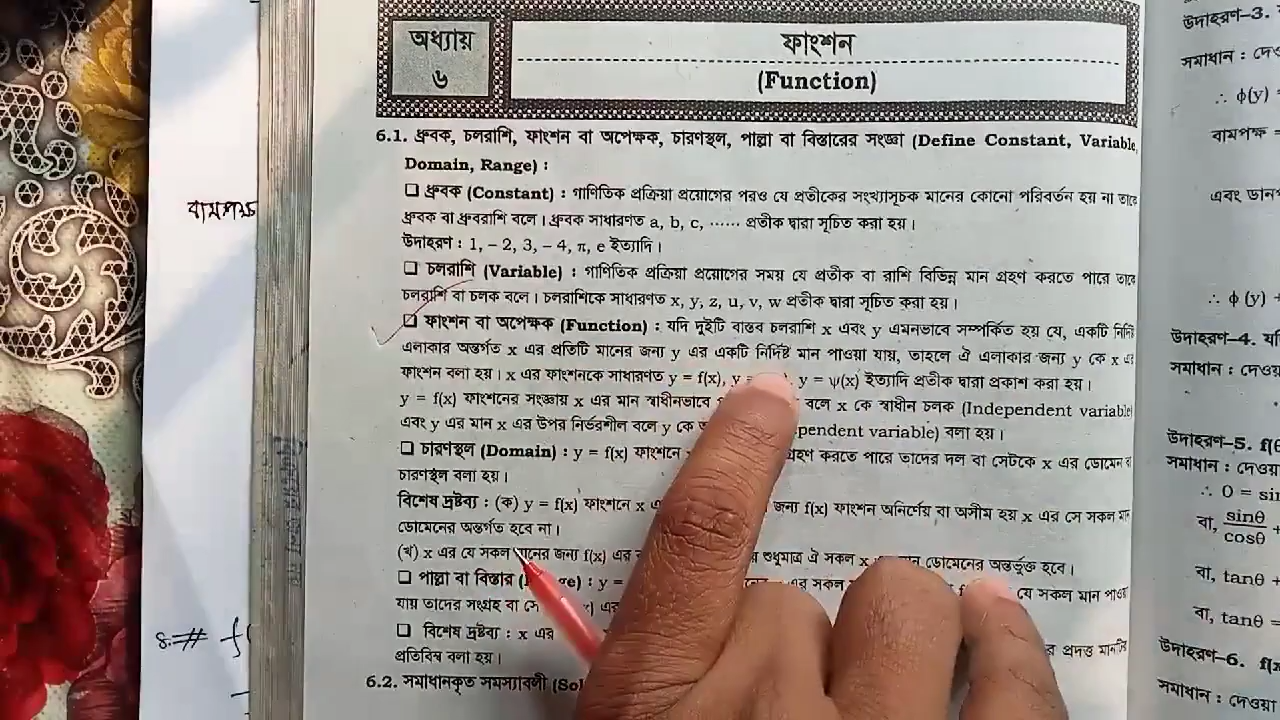 অধ্যায়
৬
ফাংশন
(Function)
6.1. ধ্রুবক, চলরাশি, ফাংশন বা অপেক্ষক, চারণস্থল, পাল্লা বা বিস্তারের সংজ্ঞা (Define Constant, Variable,
Domain, Range) :
❑ ধ্রুবক (Constant) : গাণিতিক প্রক্রিয়া প্রয়োগের পরও যে প্রতীকের সংখ্যাসূচক মানের কোনো পরিবর্তন হয় না তাকে
ধ্রুবক বা ধ্রুবরাশি বলে। ধ্রুবক সাধারণত a, b, c, ...... প্রতীক দ্বারা সূচিত করা হয়।
উদাহরণ : 1, – 2, 3, – 4, π, e ইত্যাদি।
❑ চলরাশি (Variable) : গাণিতিক প্রক্রিয়া প্রয়োগের সময় যে প্রতীক বা রাশি বিভিন্ন মান গ্রহণ করতে পারে তাকে
চলরাশি বা চলক বলে। চলরাশিকে সাধারণত x, y, z, u, v, w প্রতীক দ্বারা সূচিত করা হয়।
❑ ফাংশন বা অপেক্ষক (Function) : যদি দুইটি বাস্তব চলরাশি x এবং y এমনভাবে সম্পর্কিত হয় যে, একটি
এলাকার অন্তর্গত x এর প্রতিটি মানের জন্য y এর একটি নির্দিষ্ট মান পাওয়া যায়, তাহলে ঐ এলাকার জন্য y কে x এর
ফাংশন বলা হয়। x এর ফাংশনকে সাধারণত y = f(x), y = y = ψ(x) ইত্যাদি প্রতীক দ্বারা প্রকাশ করা হয়।
y = f(x) ফাংশনের সংজ্ঞায় x এর মান স্বাধীনভাবে বলে x কে স্বাধীন চলক (Independent variable)
এবং y এর মান x এর উপর নির্ভরশীল বলে y কে pendent variable) বলা হয়।
❑ চারণস্থল (Domain) : y = f(x) ফাংশনে গ্রহণ করতে পারে তাদের দল বা সেটকে x এর ডোমেন বা
চারণস্থল বলা হয়।
বিশেষ দ্রষ্টব্য : (ক) y = f(x) ফাংশনে x জন্য f(x) ফাংশন অনির্ণেয় বা অসীম হয় x এর সে সকল মান
ডোমেনের অন্তর্গত হবে না।
(খ) x এর যে সকল মানের জন্য f(x) এর শুধুমাত্র ঐ সকল x ডোমেনের অন্তর্ভুক্ত হবে।
❑ পাল্লা বা বিস্তার : y = এর সকল যে সকল মান পাওয়া
যায় তাদের সংগ্রহ বা
❑ বিশেষ দ্রষ্টব্য : x এর প্রদত্ত
প্রতিবিম্ব বলা হয়।
6.2. সমাধানকৃত সমস্যাবলী
বামপক্ষ
8.# f(
উদাহরণ–3.
সমাধান :
∴ ϕ(y)
বামপক্ষ =
এবং ডান
∴ ϕ (y)
উদাহরণ–4. যদি
সমাধান :
উদাহরণ–5. f(
সমাধান : দেওয়া
∴ 0 = sin
বা, sinθ
cosθ
বা, tanθ +
বা, tanθ =
উদাহরণ–6.
সমাধান : দেওয়া